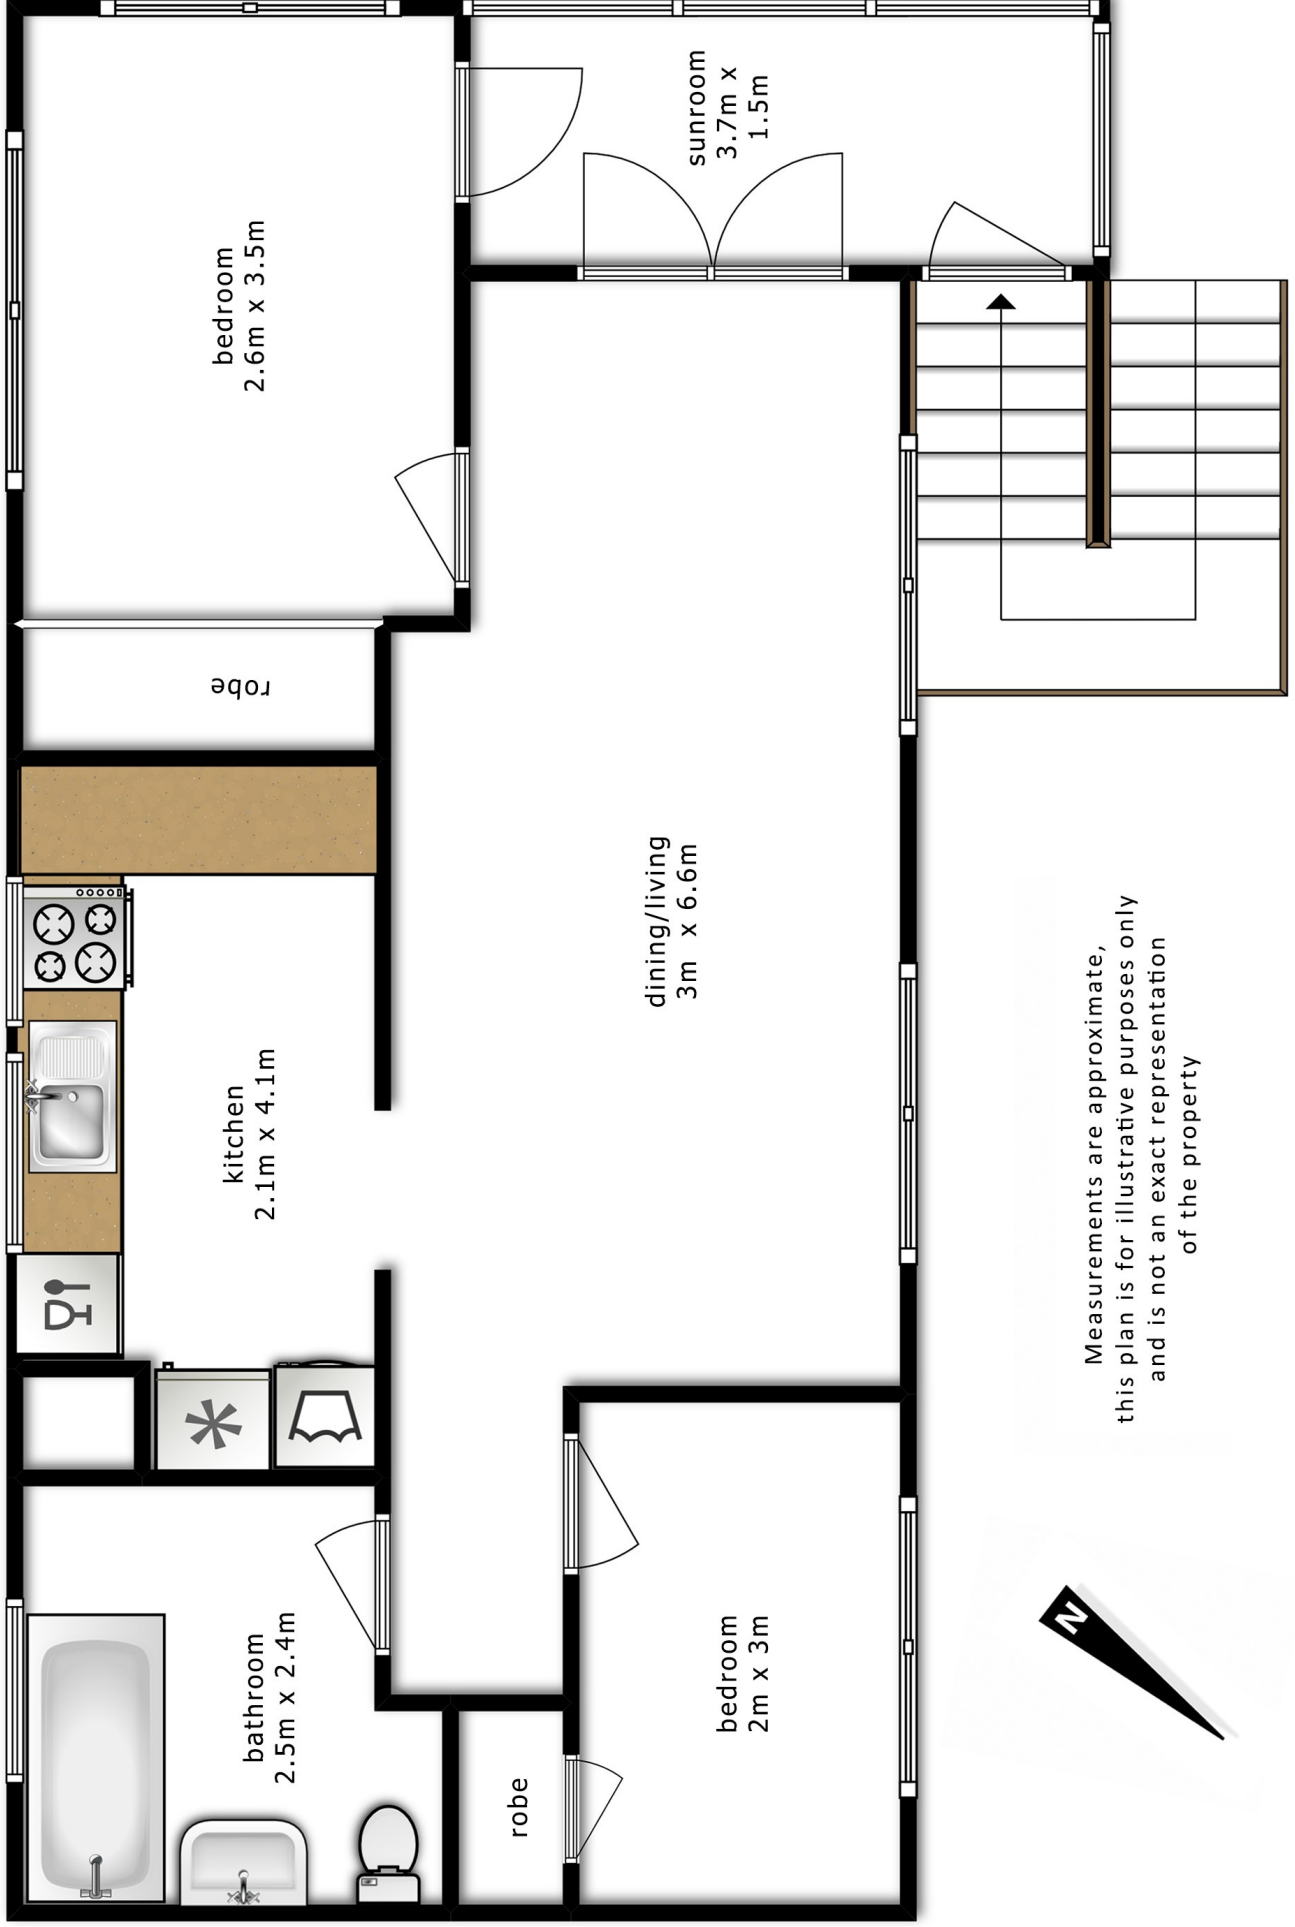 sunroom
3.7m x
1.5m
bedroom
2.6m x 3.5m
robe
dining/living
3m x 6.6m
kitchen
2.1m x 4.1m
bathroom
2.5m x 2.4m
robe
bedroom
2m x 3m
Measurements are approximate,
this plan is for illustrative purposes only
and is not an exact representation
of the property
N